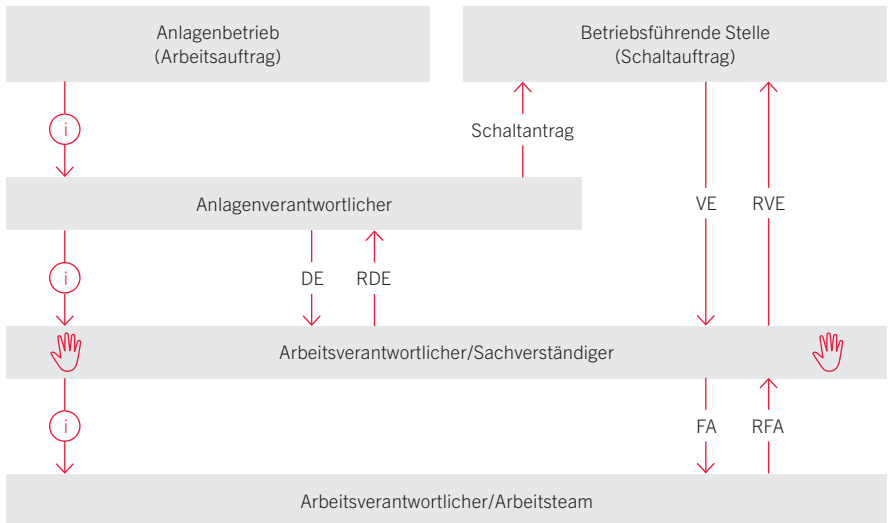 Anlagenbetrieb
(Arbeitsauftrag)
Betriebsführende Stelle
(Schaltauftrag)
i
Schaltantrag
Anlagenverantwortlicher
VE
RVE
i
DE
RDE
Arbeitsverantwortlicher/Sachverständiger
i
FA
RFA
Arbeitsverantwortlicher/Arbeitsteam